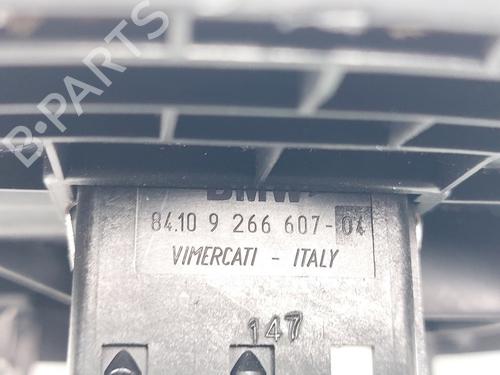 B-PARTS
BMW
84.10 9 266 607-04
VIMERCATI - ITALY
147